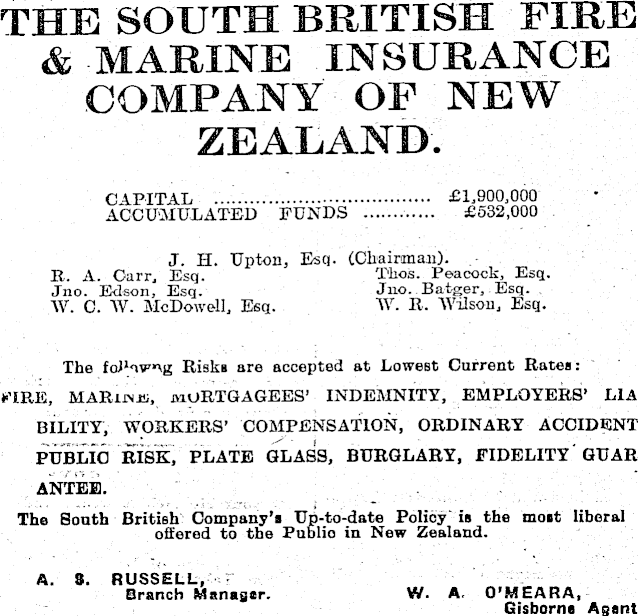 THE SOUTH BRITISH FIRE
& MARINE INSURANCE
COMPANY OF NEW
ZEALAND.
CAPITAL .................................... £1,900,000
ACCUMULATED FUNDS ............ £532,000
J. H. Upton, Esq. (Chairman).
R. A. Carr, Esq. Thos. Peacock, Esq.
Jno. Edson, Esq. Jno. Batger, Esq.
W. C. W. McDowell, Esq. W. R. Wilson, Esq.
The Risks are accepted at Lowest Current Rates:
FIRE, MARINE, MORTGAGEES' INDEMNITY, EMPLOYERS' LIA
BILITY, WORKERS' COMPENSATION, ORDINARY ACCIDENT
PUBLIC RISK, PLATE GLASS, BURGLARY, FIDELITY GUAR
ANTEE.
The South British Company's Up-to-date Policy is the most liberal
offered to the Public in New Zealand.
A. S. RUSSELL,
Branch Manager.
W. A. O'MEARA,
Gisborne Agent